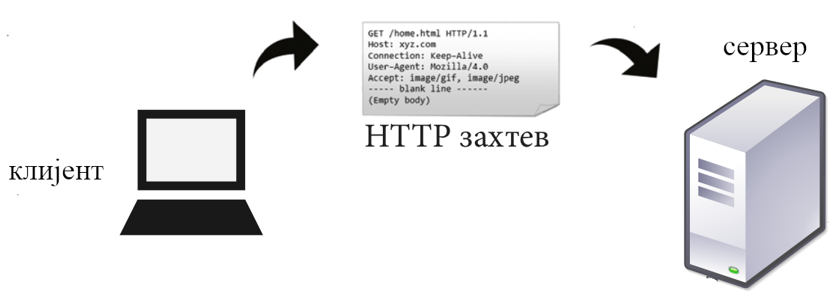 GET /home.html HTTP/1.1
Host: xyz.com
Connection: Keep-Alive
User-Agent: Mozilla/4.0
Accept: image/gif, image/jpeg
----- blank line ------
(Empty body)
HTTP захтев
сервер
клијент